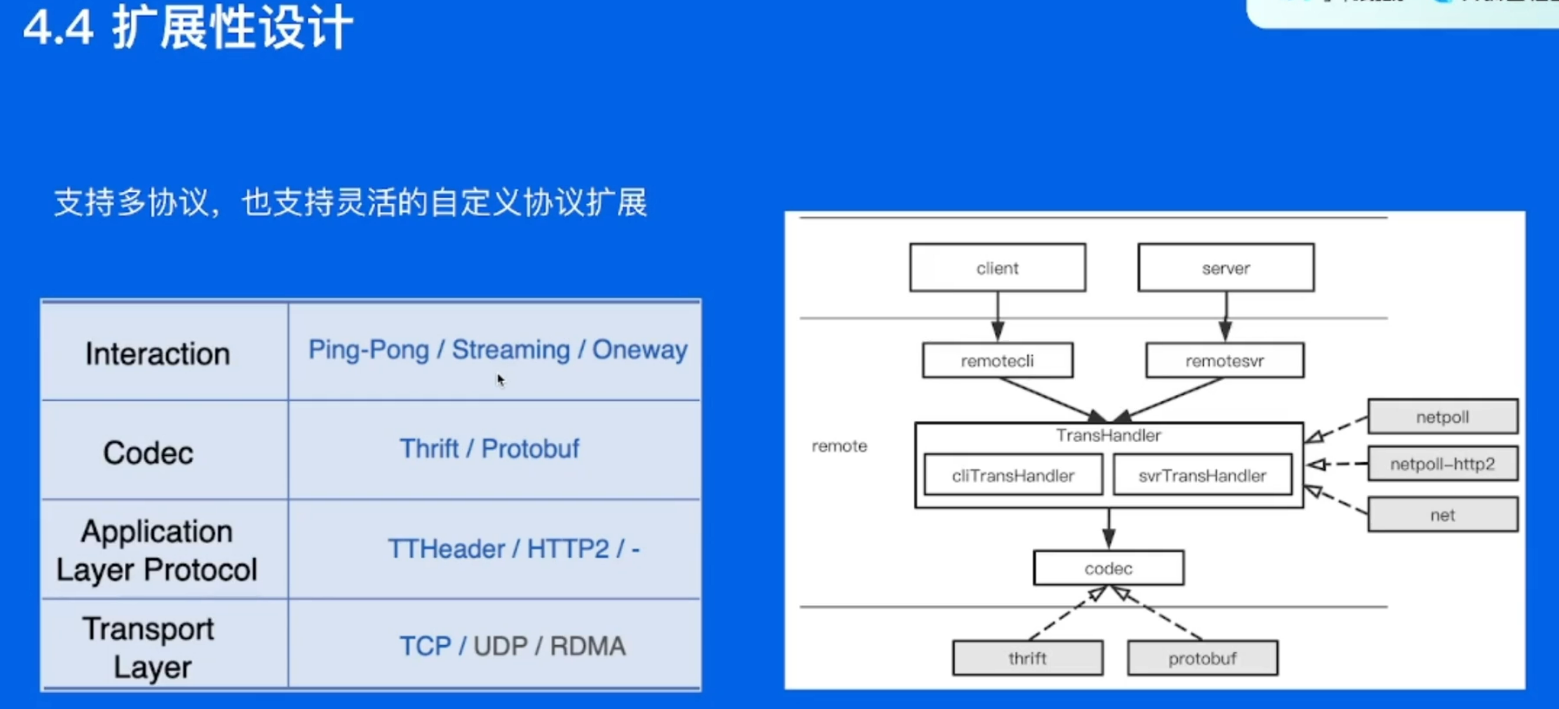 4.4 扩展性设计
支持多协议，也支持灵活的自定义协议扩展
Interaction
Ping-Pong / Streaming / Oneway
Codec
Thrift / Protobuf
Application
Layer Protocol
TTHeader / HTTP2 / -
Transport
Layer
TCP / UDP / RDMA
client
server
remotecli
remotesvr
remote
TransHandler
cliTransHandler
svrTransHandler
netpoll
netpoll-http2
net
codec
thrift
protobuf